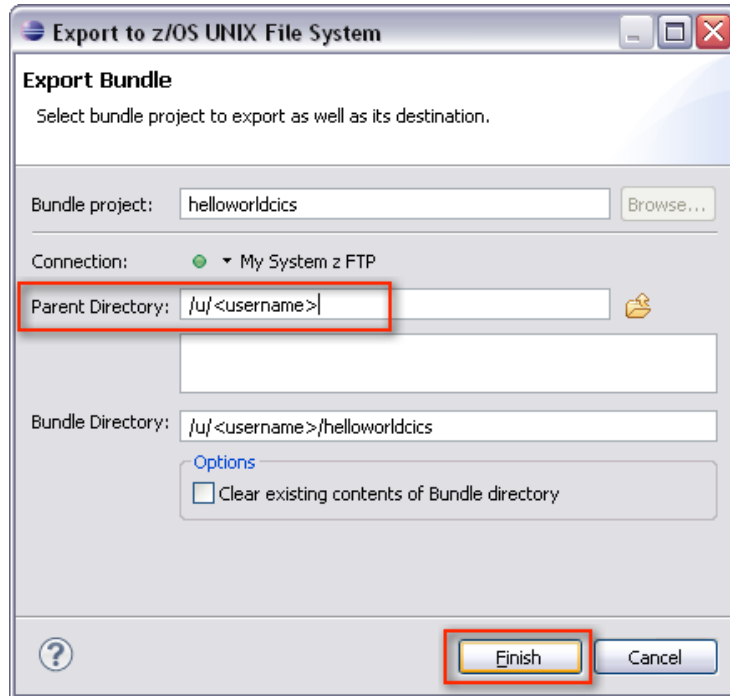 Export to z/OS UNIX File System
Export Bundle
Select bundle project to export as well as its destination.
Bundle project: helloworldcics Browse...
Connection: My System z FTP
Parent Directory: /u/<username>
Bundle Directory: /u/<username>/helloworldcics
Options
Clear existing contents of Bundle directory
? Finish Cancel